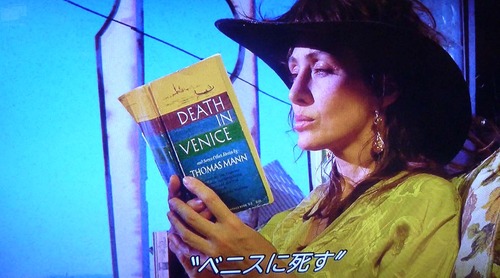 DEATH
IN
VENICE
and Seven Other Stories by
THOMAS MANN
"ベニスに死す"